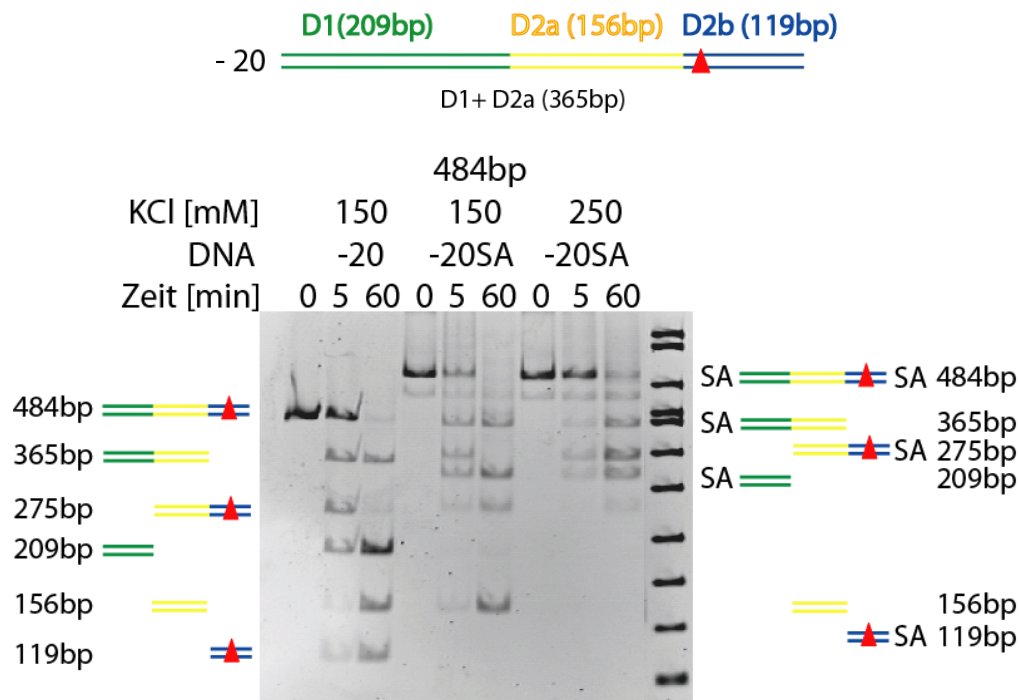 D1(209bp) D2a (156bp) D2b (119bp)
- 20
D1+ D2a (365bp)
484bp
KCl [mM] 150 150 250
DNA -20 -20SA -20SA
Zeit [min] 0 5 60 0 5 60 0 5 60
484bp
365bp
275bp
209bp
156bp
119bp
SA SA 484bp
SA 365bp
SA 275bp
SA 209bp
156bp
SA 119bp